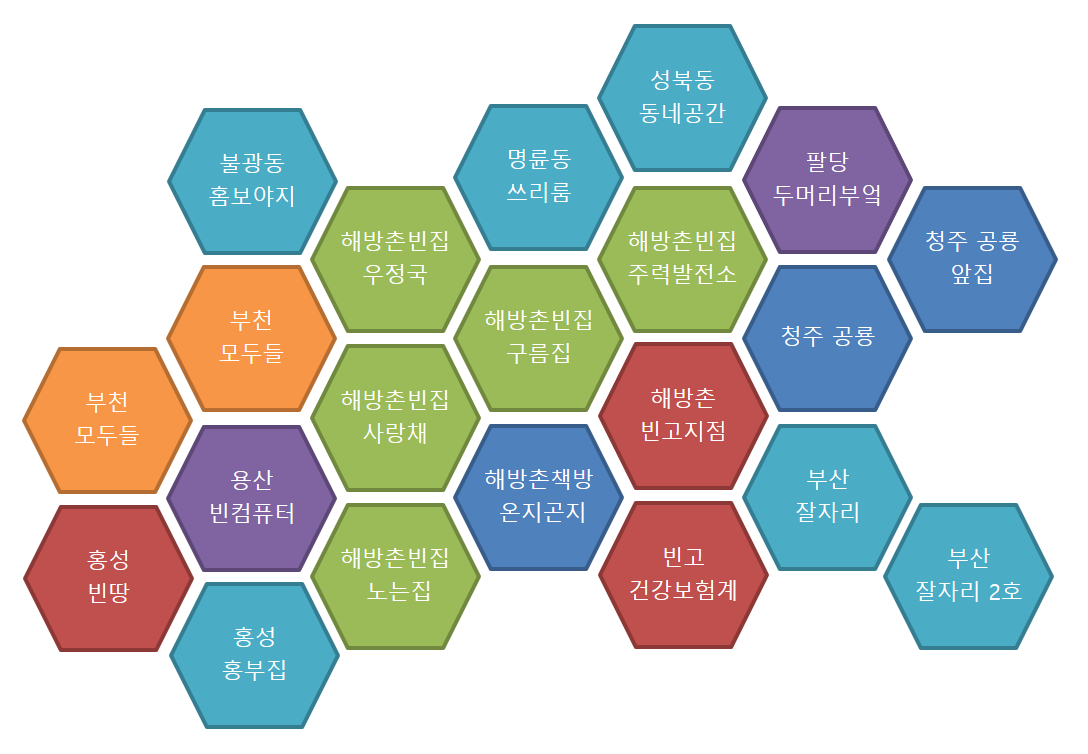 성북동
동네공간
불광동
홈보야지
명륜동
쓰리룸
팔당
두머리부엌
해방촌빈집
우정국
해방촌빈집
주력발전소
청주 공룡
앞집
부천
모두들
해방촌빈집
구름집
청주 공룡
부천
모두들
해방촌빈집
사랑채
해방촌
빈고지점
용산
빈컴퓨터
해방촌책방
온지곤지
부산
잘자리
홍성
빈땅
해방촌빈집
노는집
빈고
건강보험계
부산
잘자리 2호
홍성
홍부집